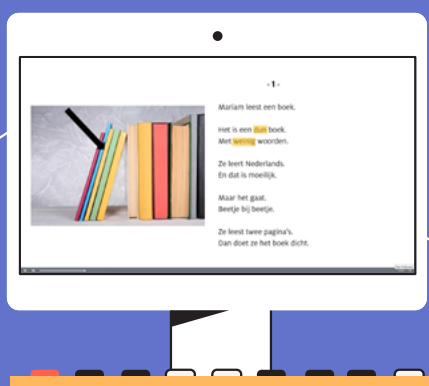 - 1 -
Mariam leest een boek.
Het is een dun boek.
Met weinig woorden.
Ze leert Nederlands.
En dat is moeilijk.
Maar het gaat.
Beetje bij beetje.
Ze leest twee pagina's.
Dan doet ze het boek dicht.